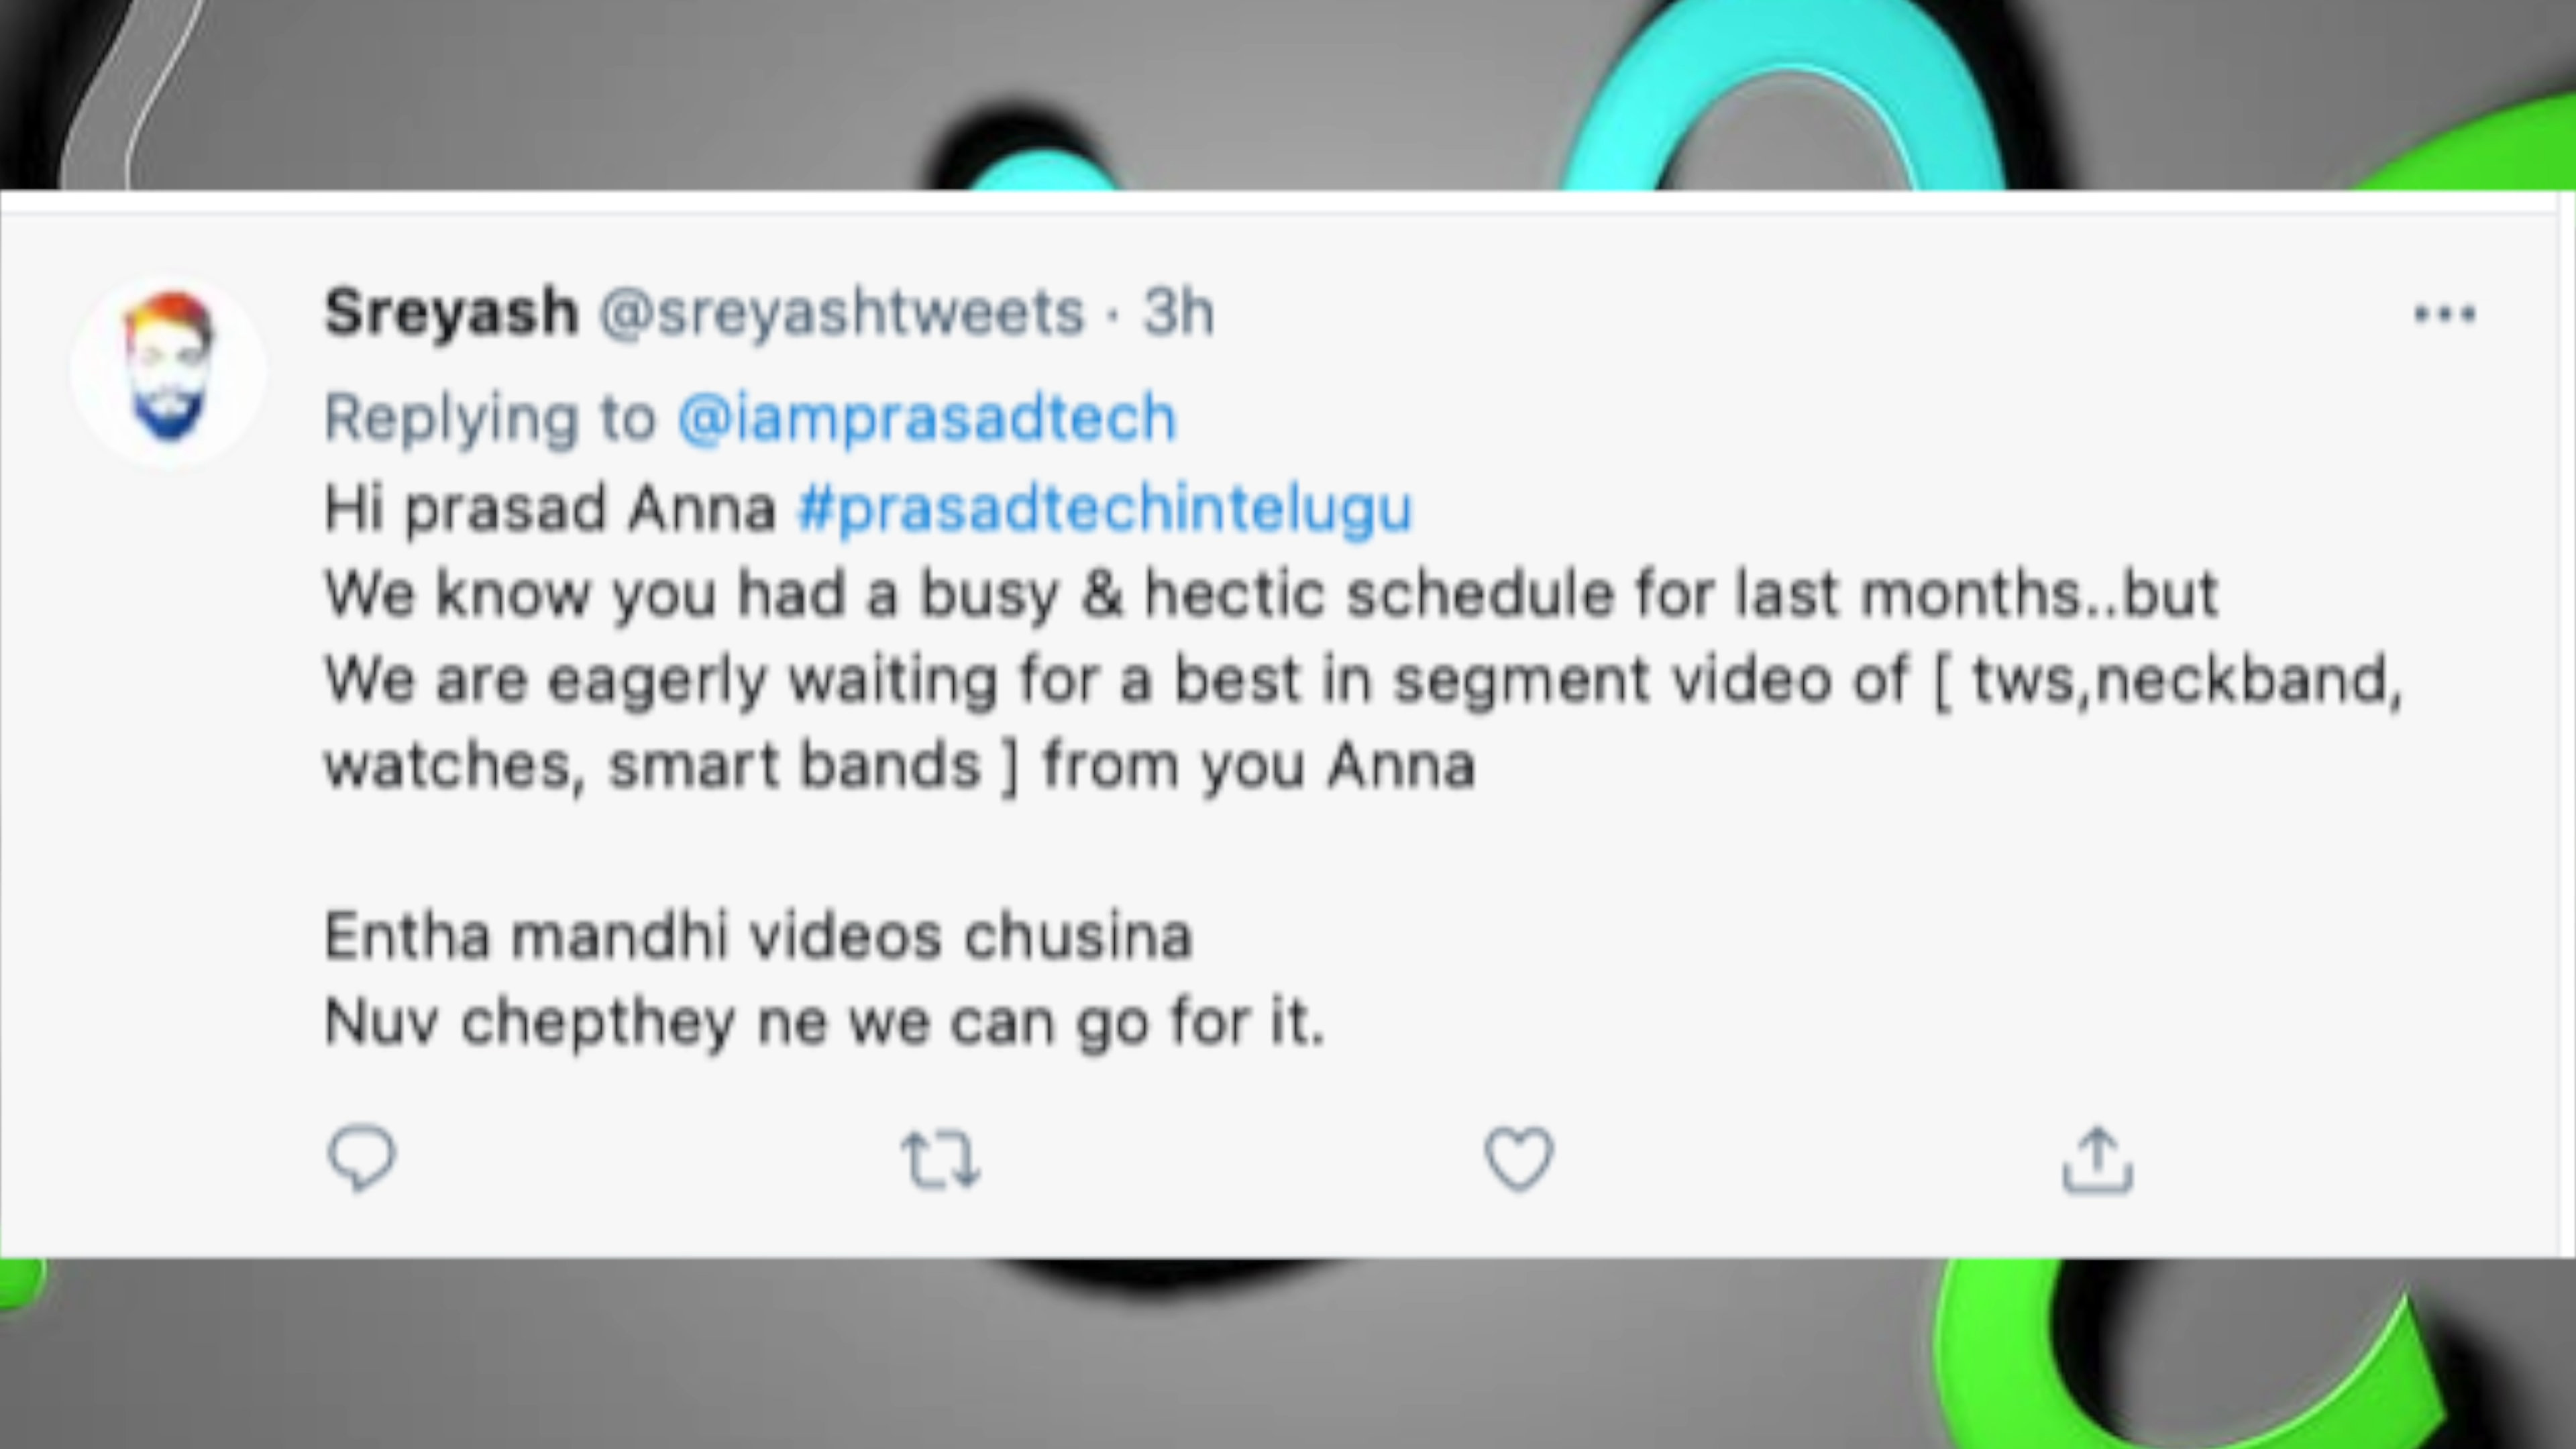 Sreyash @sreyashtweets · 3h
Replying to @iamprasadtech
Hi prasad Anna #prasadtechintelugu
We know you had a busy & hectic schedule for last months..but
We are eagerly waiting for a best in segment video of [ tws,neckband,
watches, smart bands ] from you Anna
Entha mandhi videos chusina
Nuv chepthey ne we can go for it.